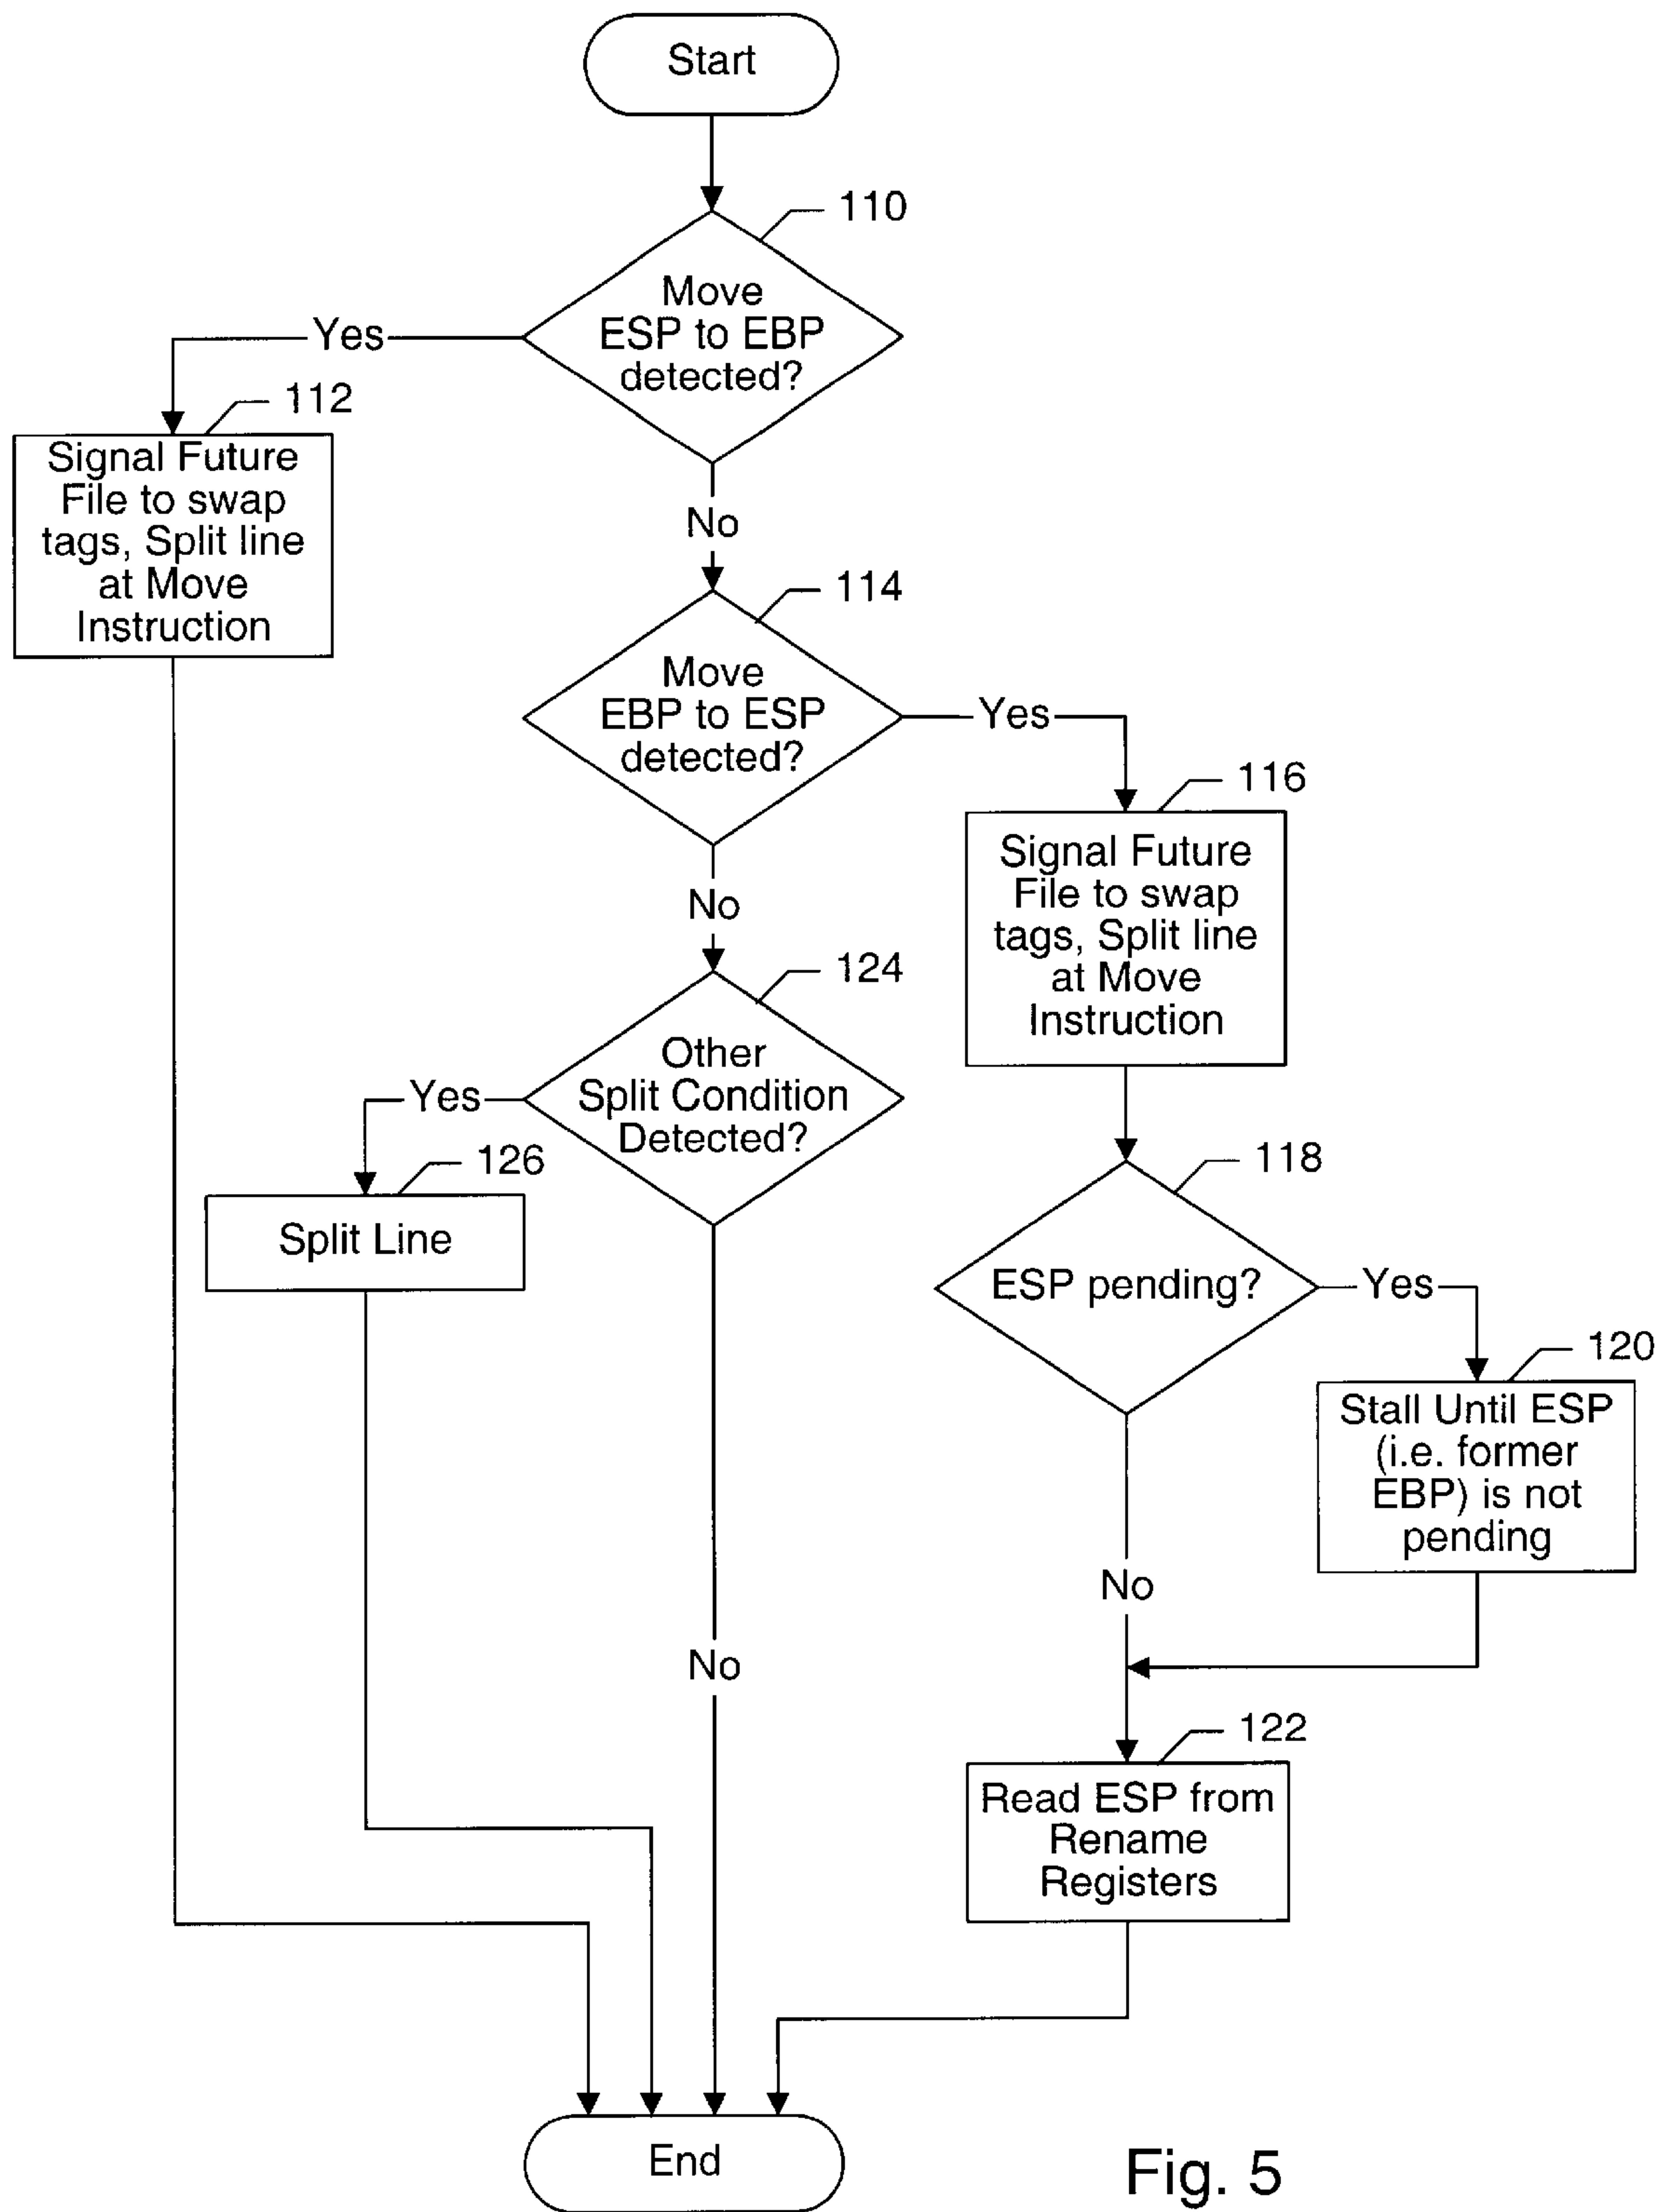 Start
110
Move
ESP to EBP
detected?
Yes
112
Signal Future
File to swap
tags, Split line
at Move
Instruction
No
114
Move
EBP to ESP
detected?
Yes
116
Signal Future
File to swap
tags, Split line
at Move
Instruction
No
124
Other
Split Condition
Detected?
Yes
126
Split Line
118
ESP pending?
Yes
120
Stall Until ESP
(i.e. former
EBP) is not
pending
No
No
122
Read ESP from
Rename
Registers
End
Fig. 5